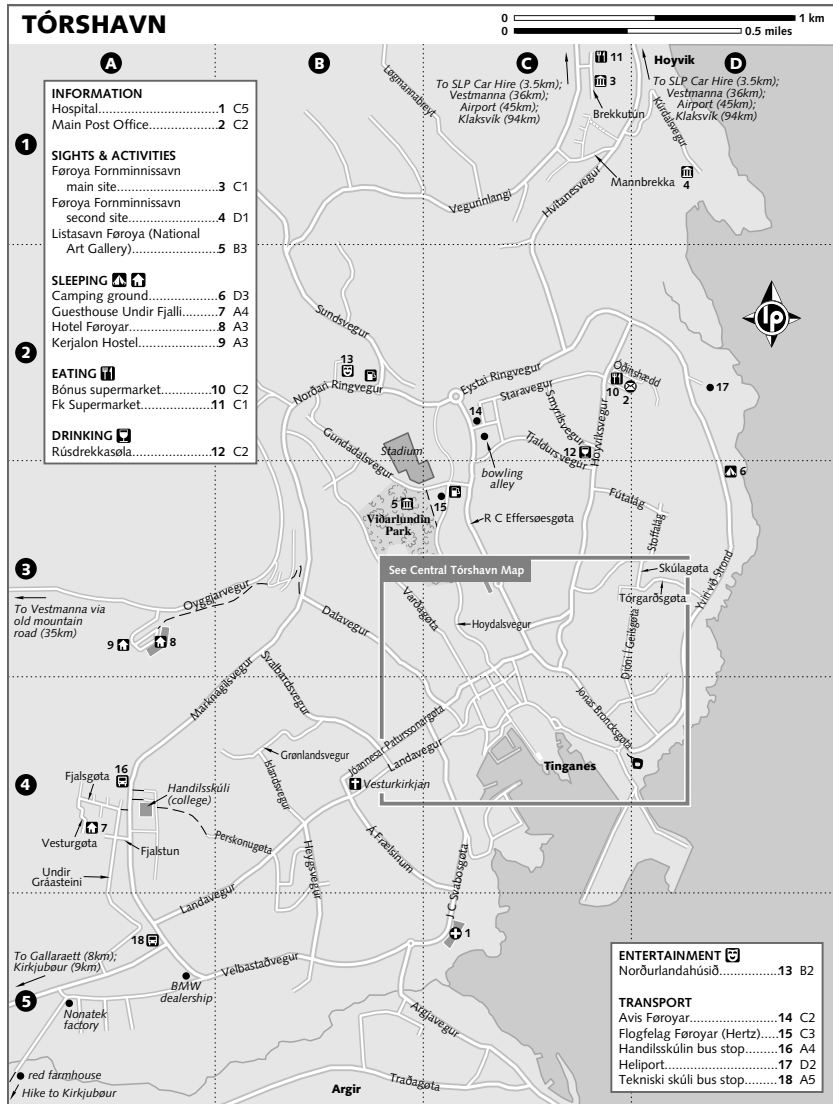 TÓRSHAVN
0 1 km
0 0.5 miles
A
B
C
D
1
2
3
4
5
INFORMATION
Hospital..............................1 C5
Main Post Office................2 C2
SIGHTS & ACTIVITIES
Føroya Fornminnissavn
main site.......................3 C1
Føroya Fornminnissavn
second site....................4 D1
Listasavn Føroya (National
Art Gallery)...................5 B3
SLEEPING
Camping ground................6 D3
Guesthouse Undir Fjalli......7 A4
Hotel Føroyar....................8 A3
Kerjalon Hostel..................9 A3
EATING
Bónus supermarket...........10 C2
Fk Supermarket................11 C1
DRINKING
Rúsdrekkasøla..................12 C2
Løgmannabreyt
To SLP Car Hire (3.5km);
Vestmanna (36km);
Airport (45km);
Klaksvík (94km)
11
3
Brekkutún
Hoyvík
To SLP Car Hire (3.5km);
Vestmanna (36km);
Airport (45km);
Klaksvík (94km)
Kúrdalsvegur
Mannbrekka
4
Hvítanesvegur
Vegurinlangi
lp
Sundsvegur
13
Norðari Ringvegur
Eystai Ringvegur
Óðinshædd
10
2
17
Staravegur
14
Smyrilsvegur
Hoyvíksvegur
Gundadalsvegur
Stadium
Tjaldursvegur
12
bowling
alley
6
5
Viðarlundin
Park
15
Fútalág
R C Effersøesgøta
Stoffalág
See Central Tórshavn Map
Skúlagøta
Tórgarðsgøta
Yviri við Strond
Oyggjarvegur
To Vestmanna via
old mountain
road (35km)
9
8
Dalavegur
Varðagøta
Hoydalsvegur
Djóni í Geilsgøta
Marknagilsvegur
Svalbardsvegur
Jóannesar Paturssonargøta
Jonas Broncksgøta
Grønlandsvegur
Landavegur
Tinganes
16
Fjalsgøta
Handilsskúli
(college)
Íslandsvegur
Vesturkirkjan
7
Vesturgøta
Fjalstun
Perskonugøta
Á Frælsinum
Undir
Gráasteini
Heygsvegur
Landavegur
J C Svabosgøta
1
To Gallaraett (8km);
Kirkjubøur (9km)
18
Velbastaðvegur
BMW
dealership
Nonatek
factory
Argjavegur
red farmhouse
Hike to Kirkjubøur
Argir
Traðagøta
ENTERTAINMENT
Norðurlandahúsið..............13 B2
TRANSPORT
Avis Føroyar.....................14 C2
Flogfelag Føroyar (Hertz)...15 C3
Handilsskúlin bus stop......16 A4
Heliport...........................17 D2
Tekniski skúli bus stop......18 A5